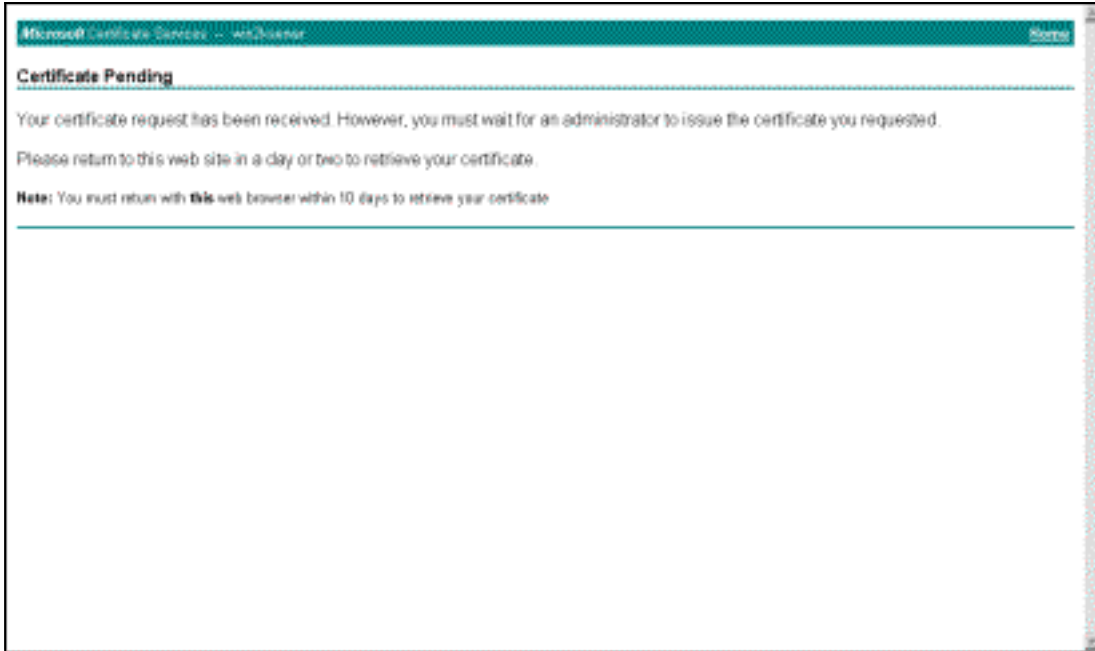 Microsoft Certificate Services -- Home
Certificate Pending
Your certificate request has been received. However, you must wait for an administrator to issue the certificate you requested.
Please return to this web site in a day or two to retrieve your certificate.
Note: You must return with this web browser within 10 days to retrieve your certificate